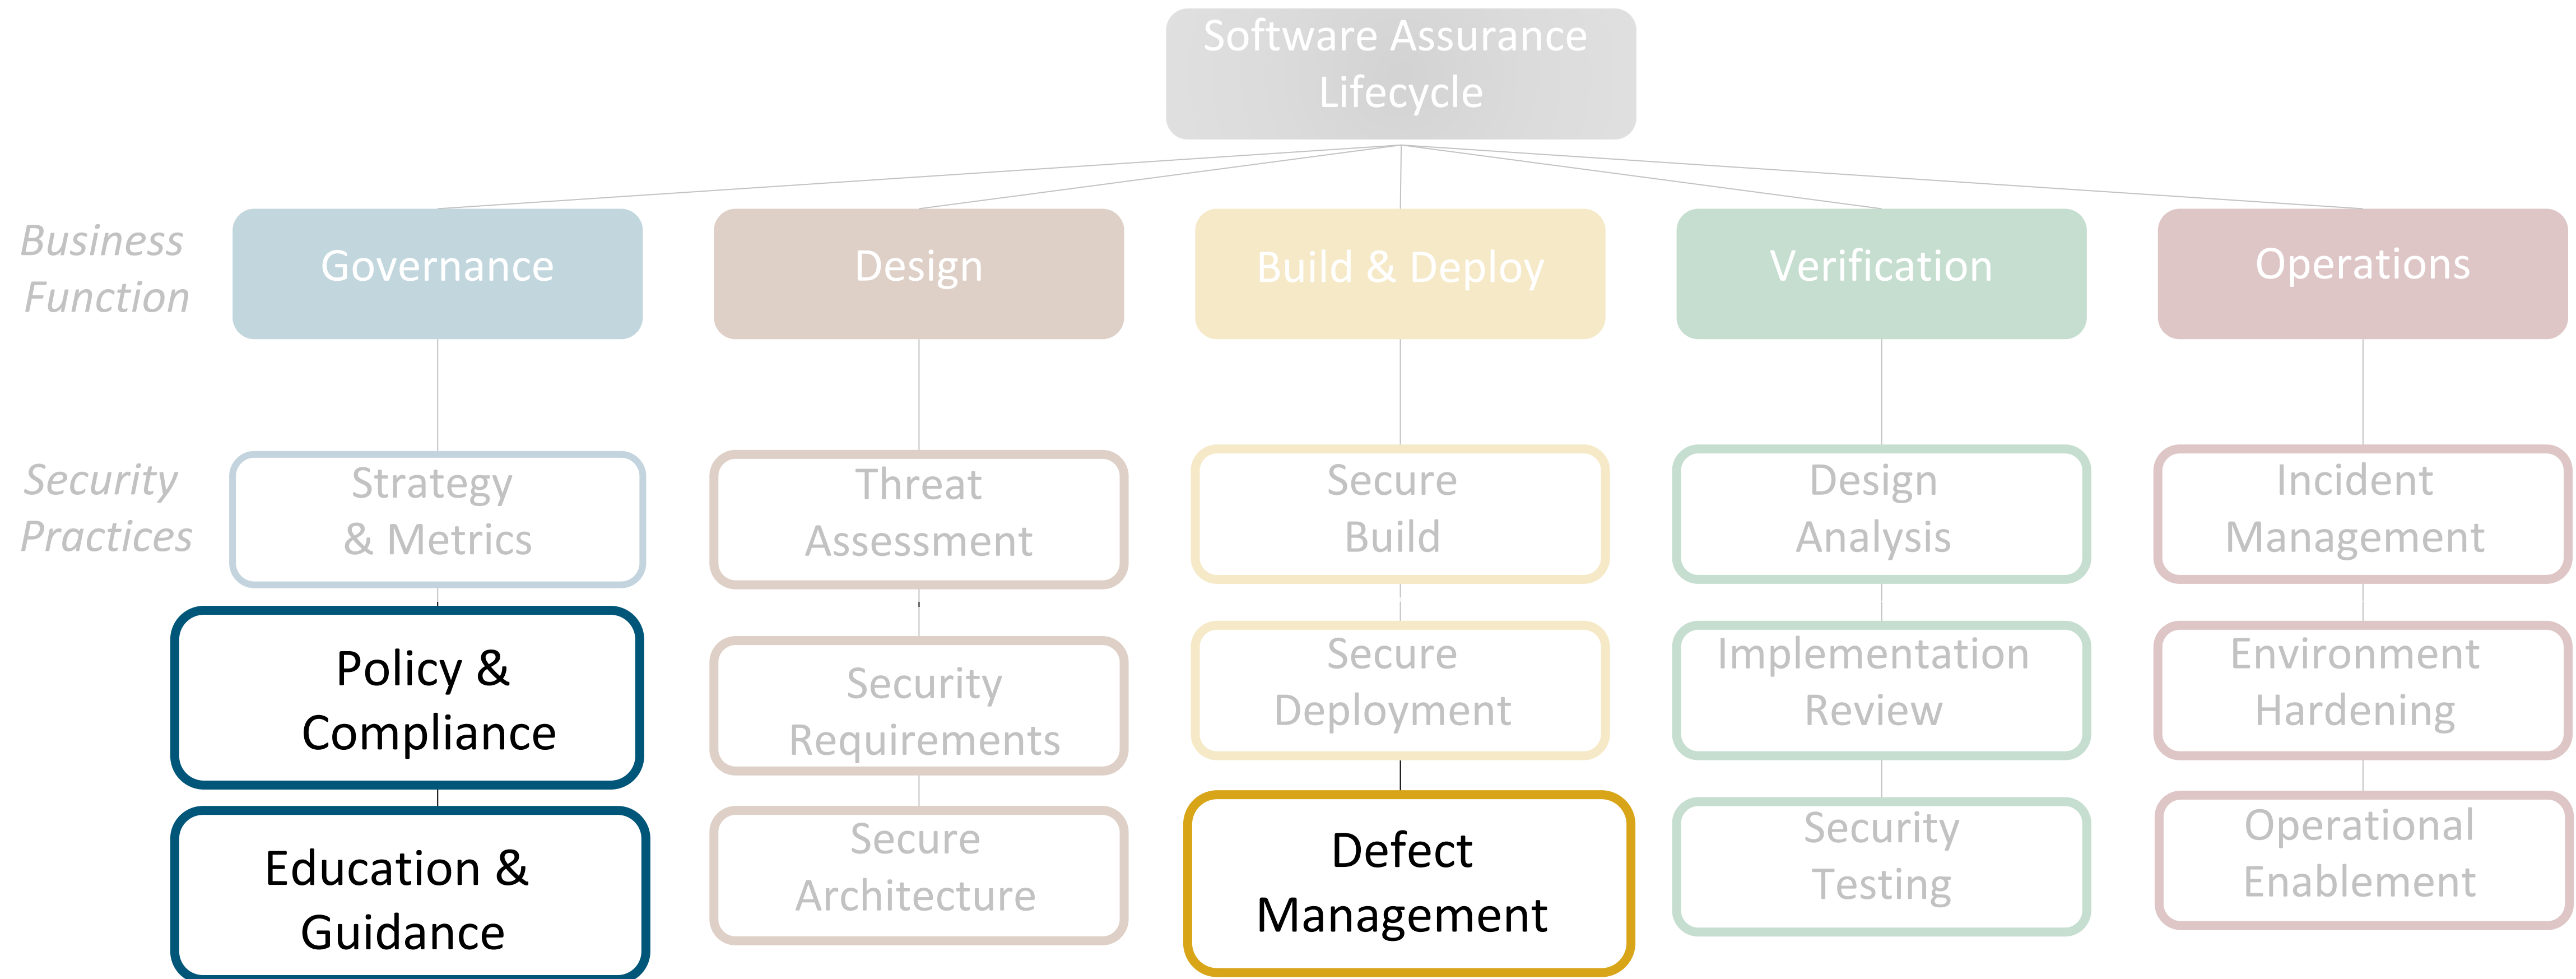 Software Assurance
Lifecycle
Business
Function
Governance
Design
Build & Deploy
Verification
Operations
Security
Practices
Strategy
& Metrics
Threat
Assessment
Secure
Build
Design
Analysis
Incident
Management
Policy &
Compliance
Security
Requirements
Secure
Deployment
Implementation
Review
Environment
Hardening
Education &
Guidance
Secure
Architecture
Defect
Management
Security
Testing
Operational
Enablement